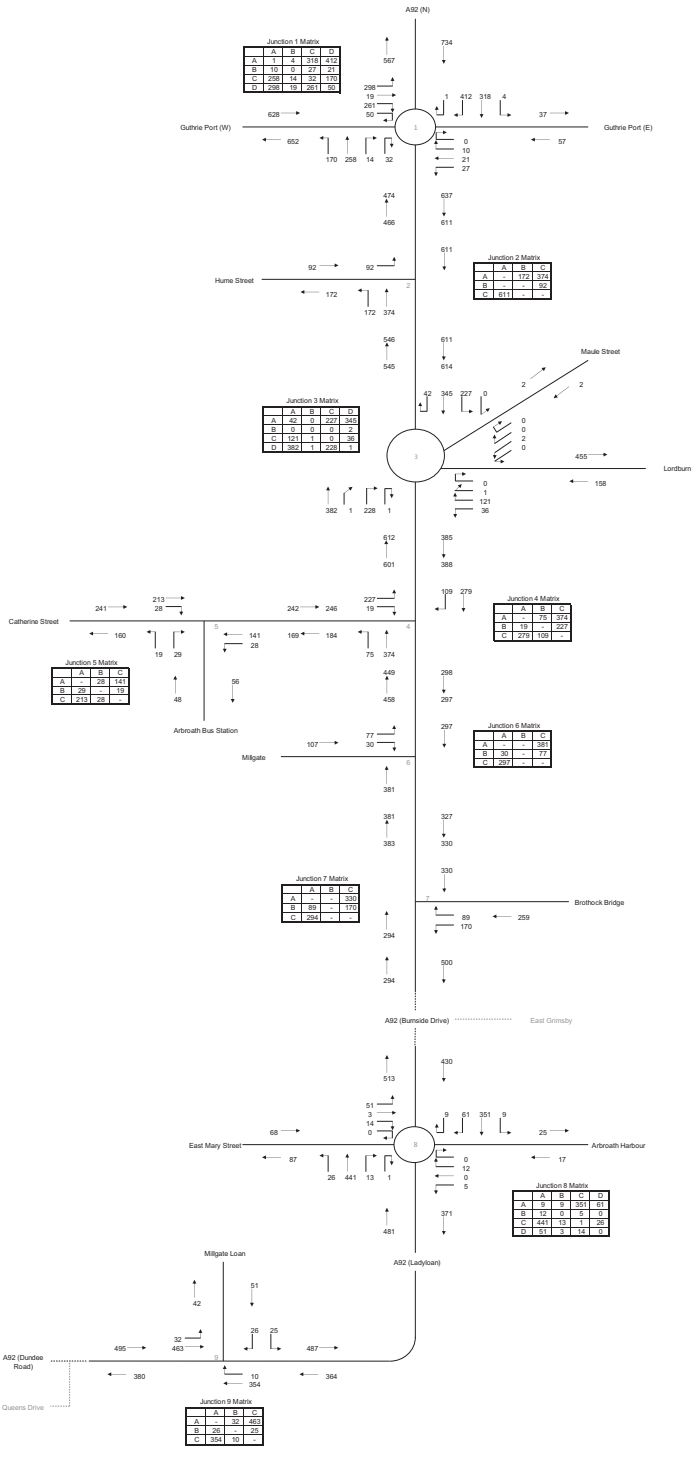 A92 (N)
Junction 1 Matrix
A B C D
A 1 4 318 412
B 10 0 27 21
C 258 14 32 170
D 298 19 261 50
567
734
298
19
261
50
1 412 318 4
628
37
Guthrie Port (W)
1
Guthrie Port (E)
652
57
170 258 14 32
0
10
21
27
474
637
466
611
611
Junction 2 Matrix
A B C
A - 172 374
B - - 92
C 611 - -
92
92
Hume Street
2
172
172 374
546
611
545
614
Maule Street
2
2
42 345 227 0
Junction 3 Matrix
A B C D
A 42 0 227 345
B 0 0 0 2
C 121 1 0 36
D 382 1 228 1
0
0
2
0
3
455
Lordburn
158
0
1
121
36
382 1 228 1
612
385
601
388
109 279
Junction 4 Matrix
A B C
A - 75 374
B 19 - 227
C 279 109 -
213
28
241
242 246
227
19
Catherine Street
5
4
160
19 29
141
28
169 184
75 374
Junction 5 Matrix
A B C
A - 28 141
B 29 - 19
C 213 28 -
48
56
449
298
458
297
Arbroath Bus Station
297
Junction 6 Matrix
A B C
A - - 381
B 30 - 77
C 297 - -
77
30
107
Millgate
6
381
381
327
383
330
330
Junction 7 Matrix
A B C
A - - 330
B 89 - 170
C 294 - -
7
Brothock Bridge
89
170
259
294
294
500
A92 (Burnside Drive)
East Grimsby
513
430
51
3
14
0
9 61 351 9
68
25
East Mary Street
8
Arbroath Harbour
87
17
26 441 13 1
0
12
0
5
Junction 8 Matrix
A B C D
A 9 9 351 61
B 12 0 5 0
C 441 13 1 26
D 51 3 14 0
481
371
Millgate Loan
A92 (Ladyloan)
42
51
32
463
26 25
495
487
A92 (Dundee
Road)
9
380
10
354
364
Queens Drive
Junction 9 Matrix
A B C
A - 32 463
B 26 - 25
C 354 10 -